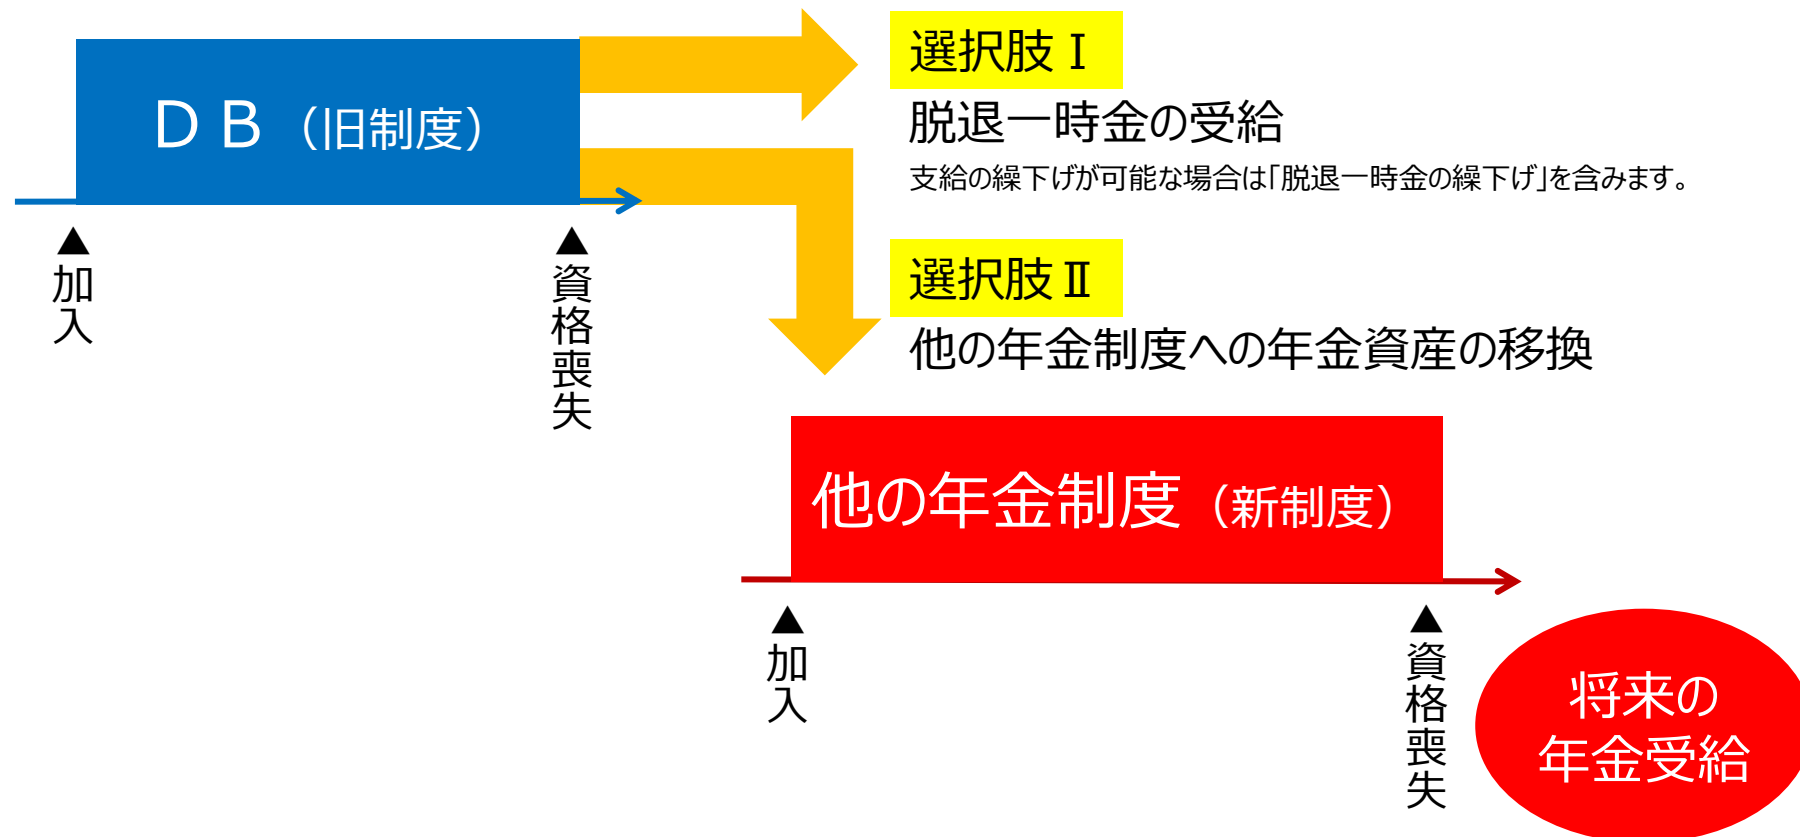 ＤＢ（旧制度）
選択肢Ⅰ
脱退一時金の受給
支給の繰下げが可能な場合は「脱退一時金の繰下げ」を含みます。
▲加入
▲資格喪失
選択肢Ⅱ
他の年金制度への年金資産の移換
他の年金制度（新制度）
▲加入
▲資格喪失
将来の
年金受給